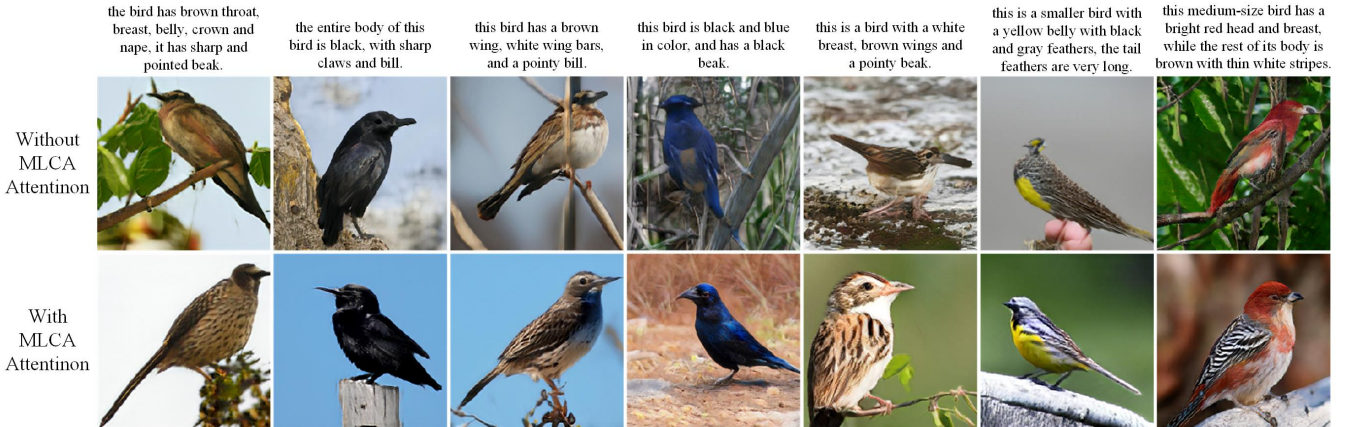 the bird has brown throat,
breast, belly, crown and
nape, it has sharp and
pointed beak.
the entire body of this
bird is black, with sharp
claws and bill.
this bird has a brown
wing, white wing bars,
and a pointy bill.
this bird is black and blue
in color, and has a black
beak.
this is a bird with a white
breast, brown wings and
a pointy beak.
this is a smaller bird with
a yellow belly with black
and gray feathers, the tail
feathers are very long.
this medium-size bird has a
bright red head and breast,
while the rest of its body is
brown with thin white stripes.
Without
MLCA
Attentinon
With
MLCA
Attentinon